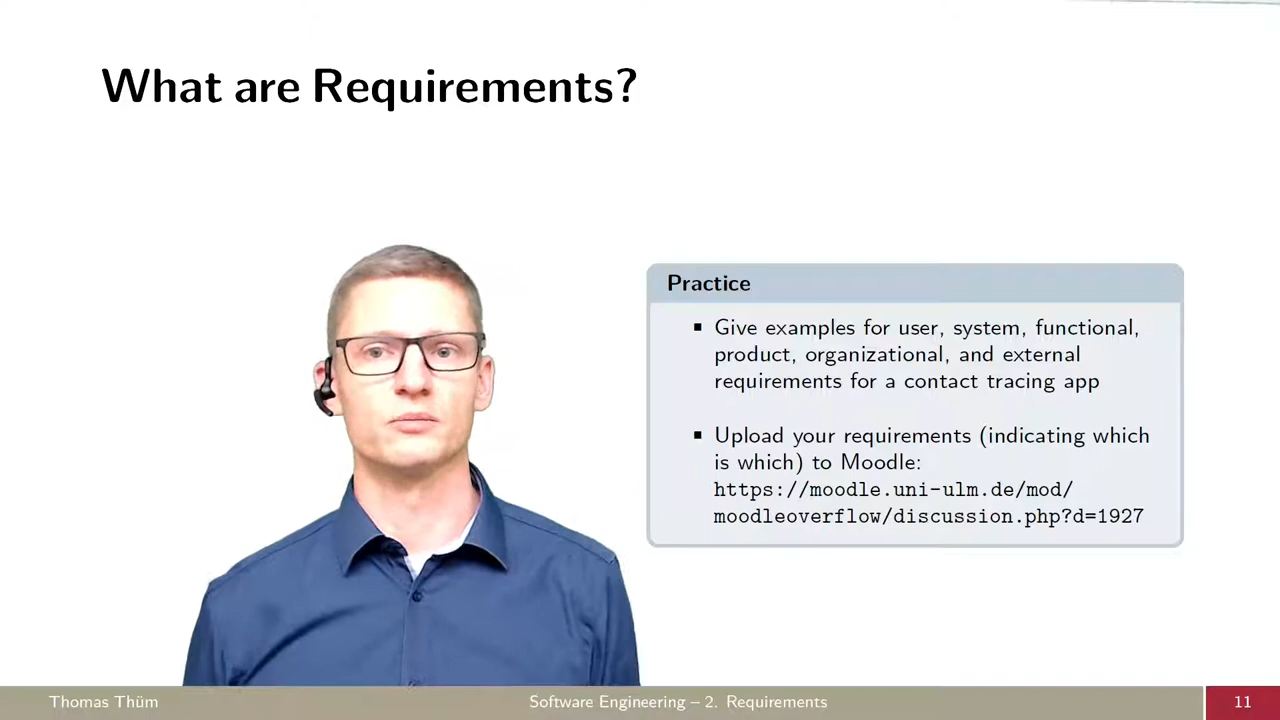 What are Requirements?
Practice
▪ Give examples for user, system, functional,
product, organizational, and external
requirements for a contact tracing app
▪ Upload your requirements (indicating which
is which) to Moodle:
https://moodle.uni-ulm.de/mod/
moodleoverflow/discussion.php?d=1927
Thomas Thüm
Software Engineering – 2. Requirements
11